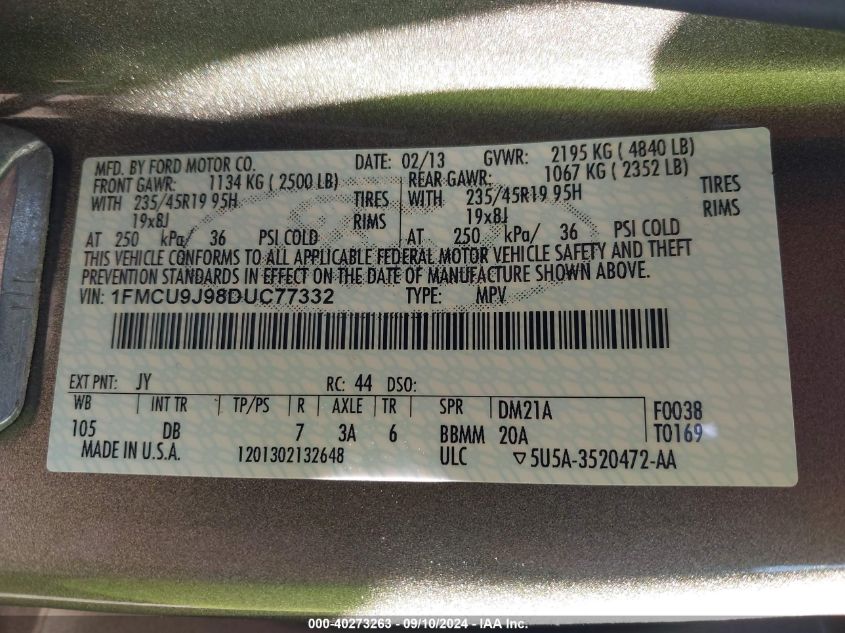 MFD. BY FORD MOTOR CO. DATE: 02/13 GVWR: 2195 KG ( 4840 LB)
FRONT GAWR: 1134 KG ( 2500 LB) REAR GAWR: 1067 KG ( 2352 LB)
WITH 235/45R19 95H TIRES WITH 235/45R19 95H TIRES
19x8J RIMS 19x8J RIMS
AT 250 kPa/ 36 PSI COLD AT 250 kPa/ 36 PSI COLD
THIS VEHICLE CONFORMS TO ALL APPLICABLE FEDERAL MOTOR VEHICLE SAFETY AND THEFT
PREVENTION STANDARDS IN EFFECT ON THE DATE OF MANUFACTURE SHOWN ABOVE.
VIN: 1FMCU9J98DUC77332 TYPE: MPV
EXT PNT: JY RC: 44 DSO:
WB INT TR TP/PS R AXLE TR SPR DM21A F0038
105 DB 7 3A 6 BBMM 20A T0169
MADE IN U.S.A. 1201302132648 ULC ▽5U5A-3520472-AA
000-40273263 - 09/10/2024 - IAA Inc.